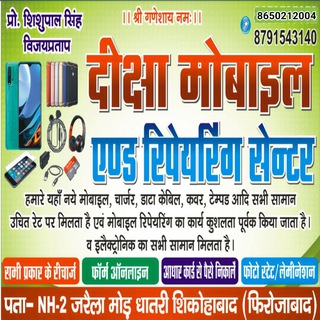 ।। श्री गणेशाय नमः ।।
8650212004
8791543140
प्रो. शिशुपाल सिंह
विजयप्रताप
दीक्षा मोबाइल
एण्ड रिपेयरिंग सेन्टर
हमारे यहाँ नये मोबाइल, चार्जर, डाटा केबिल, कवर, टेम्पड आदि सभी सामान
उचित रेट पर मिलता है एवं मोबाइल रिपेयरिंग का कार्य कुशलता पूर्वक किया जाता है।
व इलैक्ट्रौनिक का सभी सामान मिलता है।
सभी प्रकार के रीचार्ज फॉर्म ऑनलाइन आधार कार्ड से पैसे निकालें फोटो स्टेट/लेमीनेशन
पता- NH-2 जरेला मोड़ धातरी शिकोहाबाद (फिरोजाबाद)